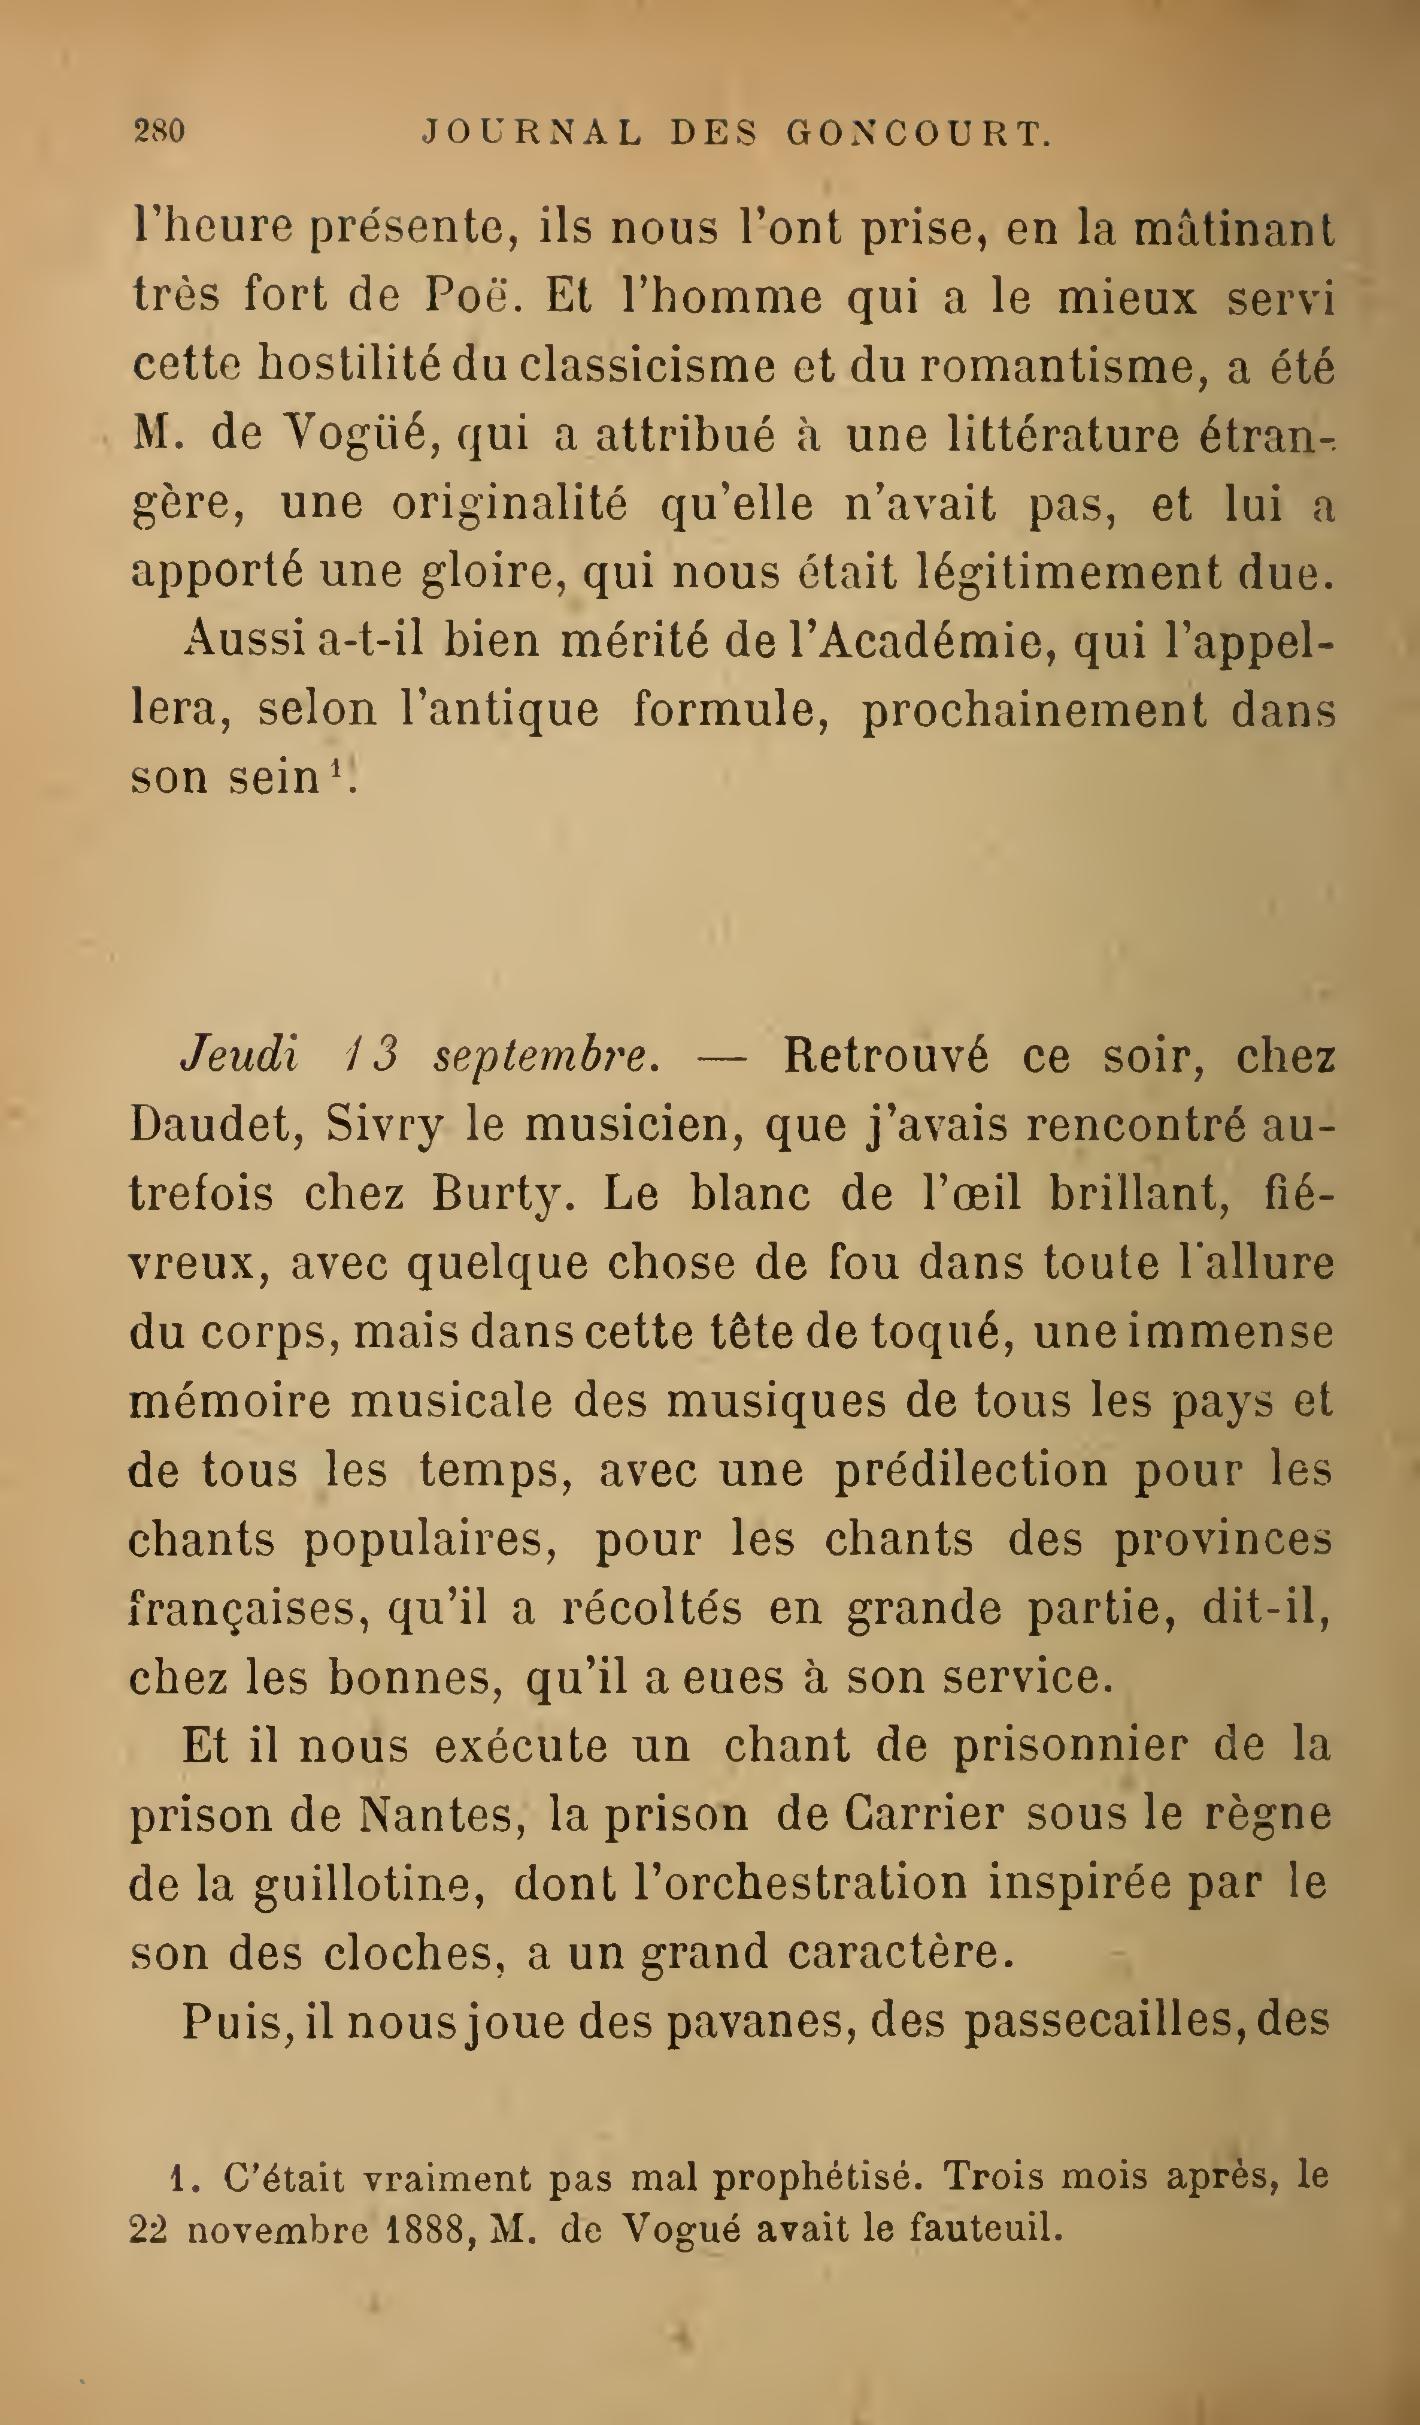 280 JOURNAL DES GONCOURT.
l'heure présente, ils nous l'ont prise, en la mâtinant
très fort de Poë. Et l'homme qui a le mieux servi
cette hostilité du classicisme et du romantisme, a été
M. de Vogüé, qui a attribué à une littérature étran-
gère, une originalité qu'elle n'avait pas, et lui a
apporté une gloire, qui nous était légitimement due.
Aussi a-t-il bien mérité de l'Académie, qui l'appel-
lera, selon l'antique formule, prochainement dans
son sein¹.
Jeudi 13 septembre. — Retrouvé ce soir, chez
Daudet, Sivry le musicien, que j'avais rencontré au-
trefois chez Burty. Le blanc de l'œil brillant, fié-
vreux, avec quelque chose de fou dans toute l'allure
du corps, mais dans cette tête de toqué, une immense
mémoire musicale des musiques de tous les pays et
de tous les temps, avec une prédilection pour les
chants populaires, pour les chants des provinces
françaises, qu'il a récoltés en grande partie, dit-il,
chez les bonnes, qu'il a eues à son service.
Et il nous exécute un chant de prisonnier de la
prison de Nantes, la prison de Carrier sous le règne
de la guillotine, dont l'orchestration inspirée par le
son des cloches, a un grand caractère.
Puis, il nous joue des pavanes, des passecailles, des
1. C'était vraiment pas mal prophétisé. Trois mois après, le
22 novembre 1888, M. de Vogué avait le fauteuil.